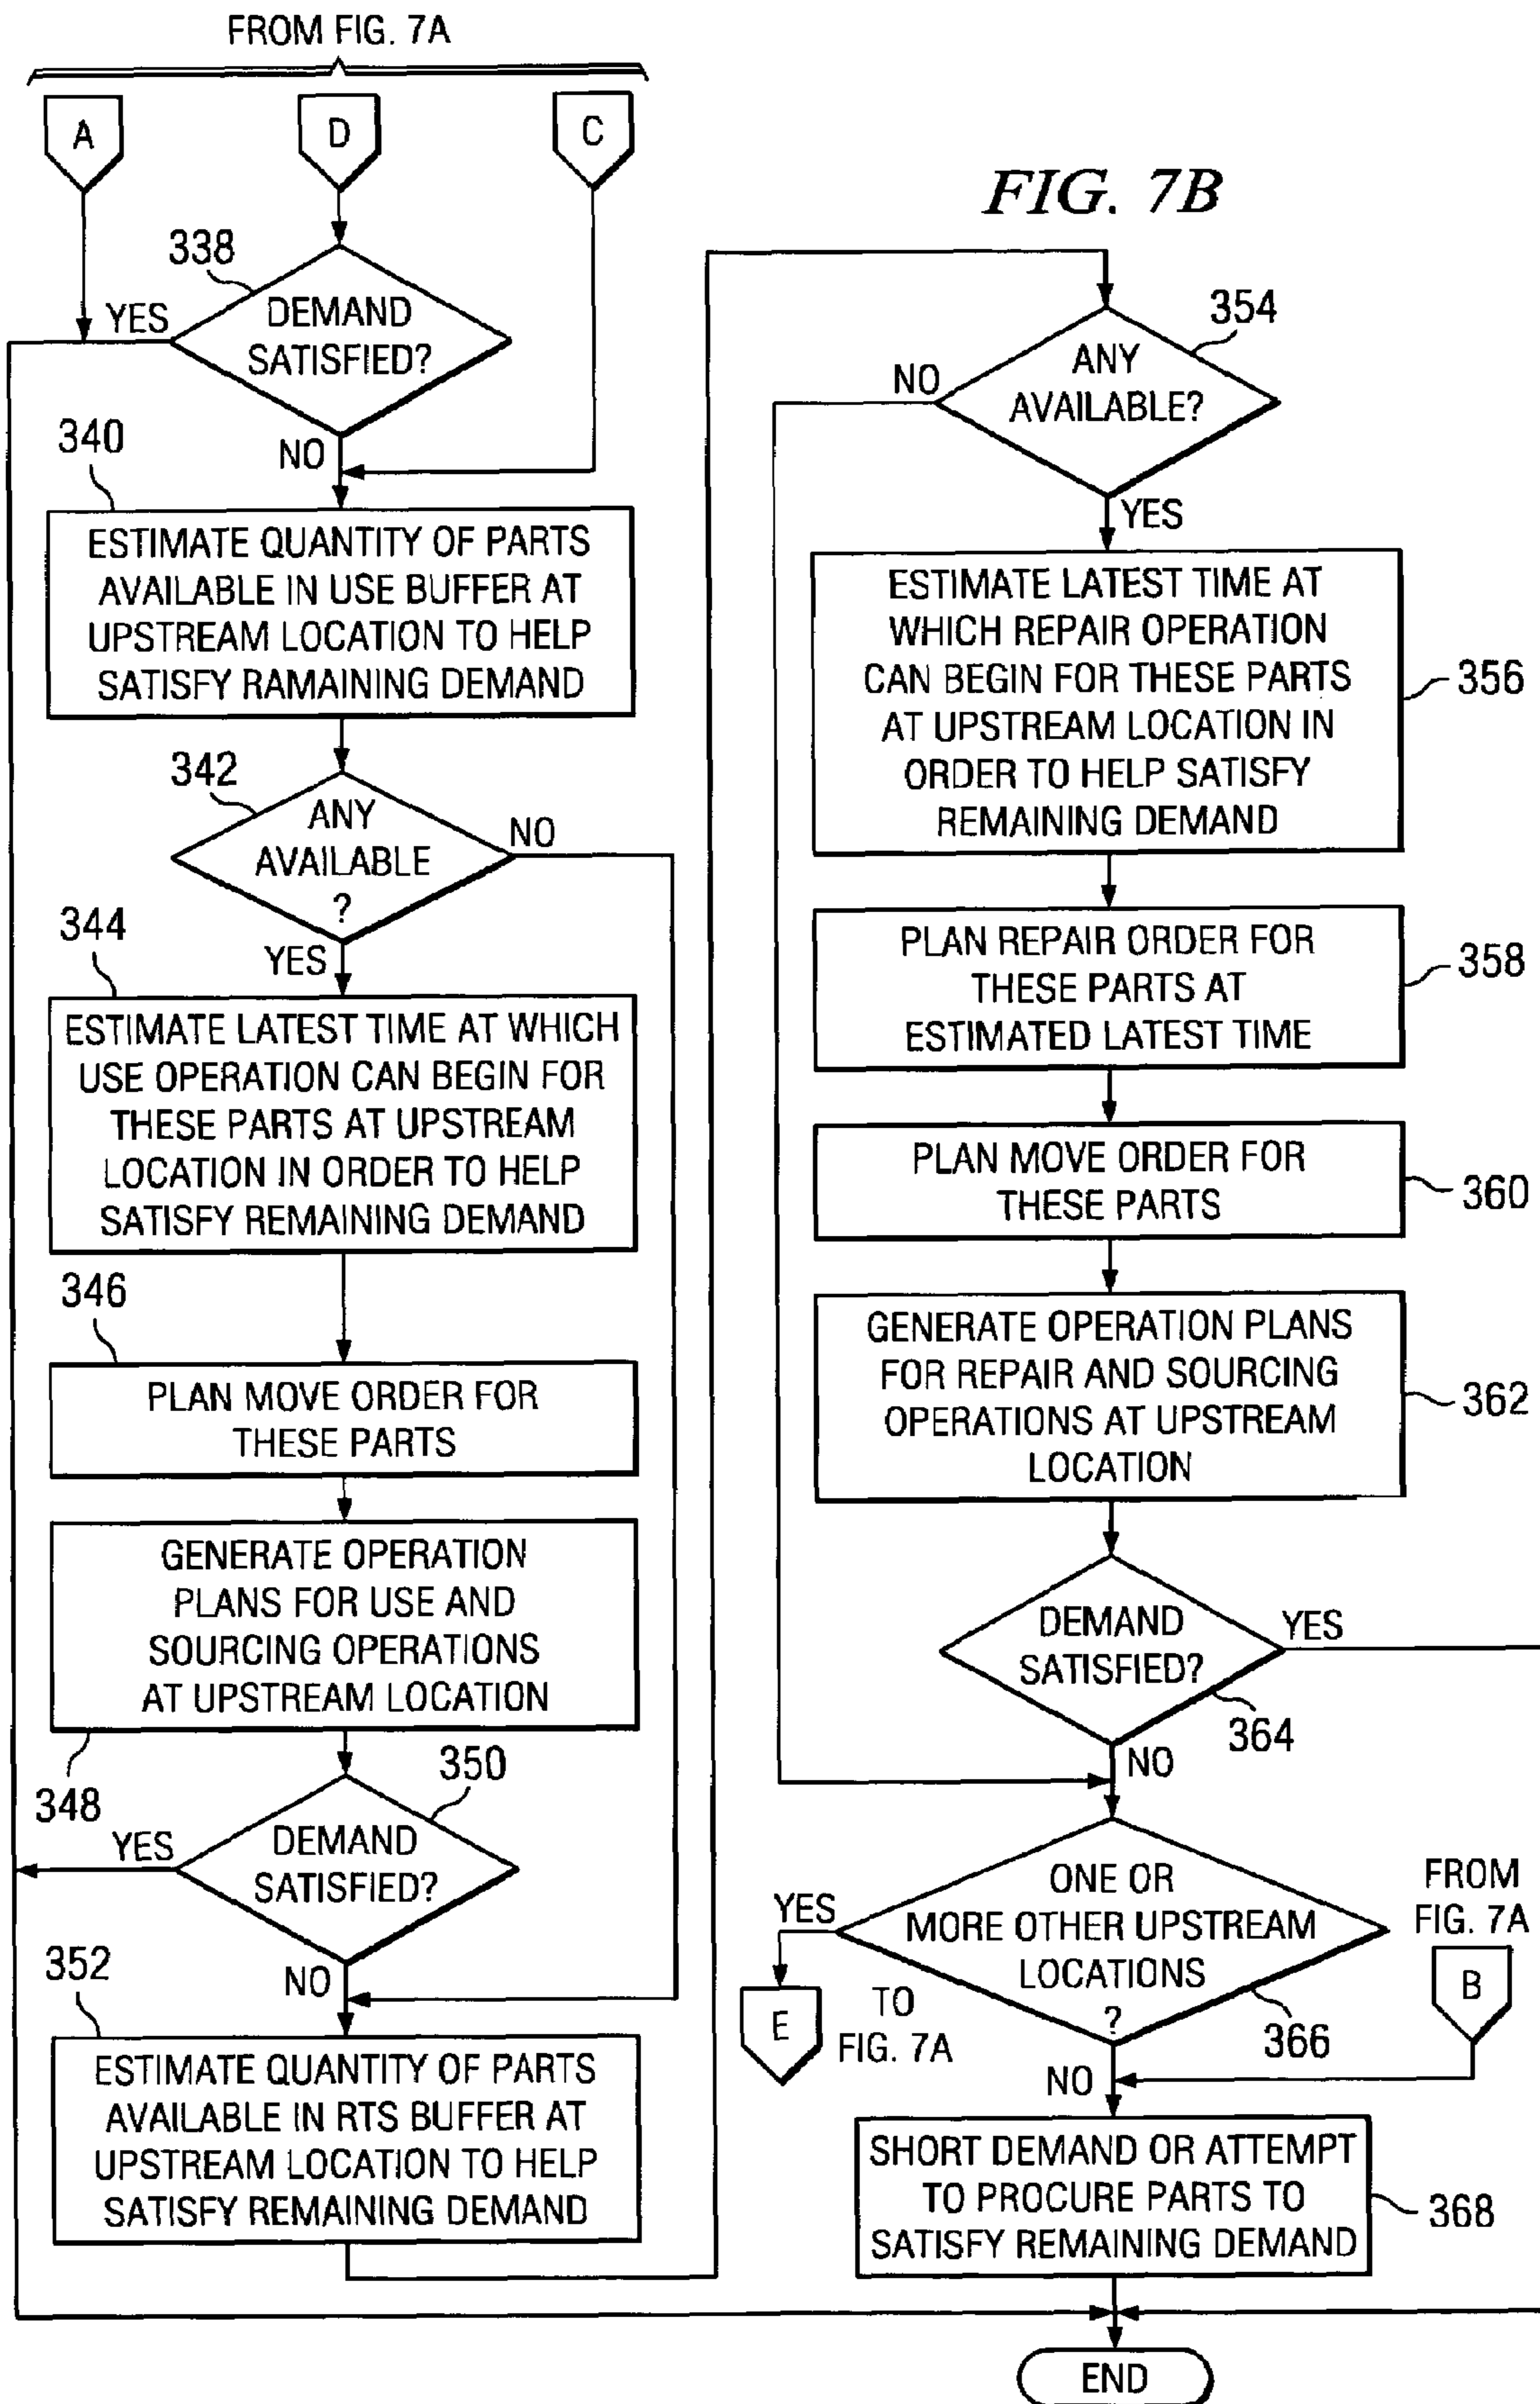 FROM FIG. 7A
A
D
C
FIG. 7B
338
DEMAND
SATISFIED?
YES
NO
340
ESTIMATE QUANTITY OF PARTS
AVAILABLE IN USE BUFFER AT
UPSTREAM LOCATION TO HELP
SATISFY RAMAINING DEMAND
342
ANY
AVAILABLE
?
NO
YES
344
ESTIMATE LATEST TIME AT WHICH
USE OPERATION CAN BEGIN FOR
THESE PARTS AT UPSTREAM
LOCATION IN ORDER TO HELP
SATISFY REMAINING DEMAND
346
PLAN MOVE ORDER FOR
THESE PARTS
GENERATE OPERATION
PLANS FOR USE AND
SOURCING OPERATIONS
AT UPSTREAM LOCATION
348
350
DEMAND
SATISFIED?
YES
NO
352
ESTIMATE QUANTITY OF PARTS
AVAILABLE IN RTS BUFFER AT
UPSTREAM LOCATION TO HELP
SATISFY REMAINING DEMAND
354
ANY
AVAILABLE?
NO
YES
ESTIMATE LATEST TIME AT
WHICH REPAIR OPERATION
CAN BEGIN FOR THESE PARTS
AT UPSTREAM LOCATION IN
ORDER TO HELP SATISFY
REMAINING DEMAND
356
PLAN REPAIR ORDER FOR
THESE PARTS AT
ESTIMATED LATEST TIME
358
PLAN MOVE ORDER FOR
THESE PARTS
360
GENERATE OPERATION PLANS
FOR REPAIR AND SOURCING
OPERATIONS AT UPSTREAM
LOCATION
362
DEMAND
SATISFIED?
YES
364
NO
ONE OR
MORE OTHER UPSTREAM
LOCATIONS
?
YES
366
E
TO
FIG. 7A
FROM
FIG. 7A
B
NO
SHORT DEMAND OR ATTEMPT
TO PROCURE PARTS TO
SATISFY REMAINING DEMAND
368
END